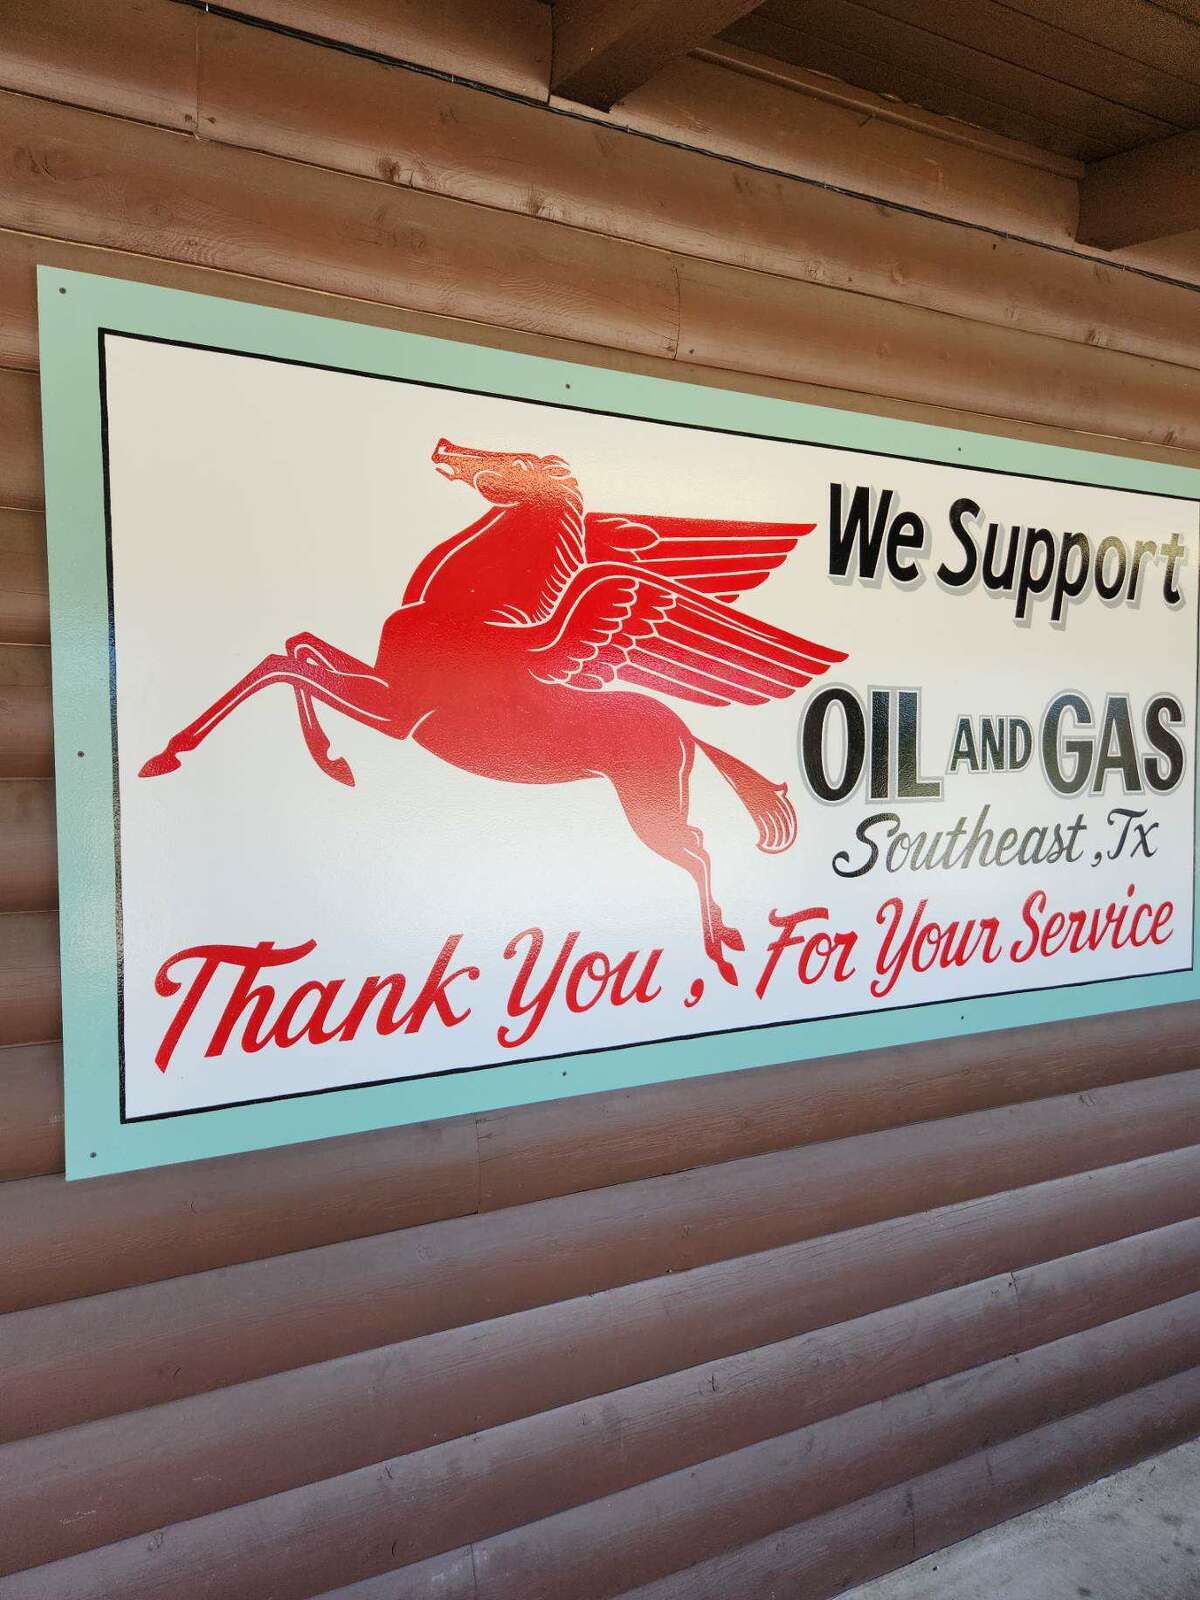 We Support
OIL AND GAS
Southeast, Tx
Thank You, For Your Service